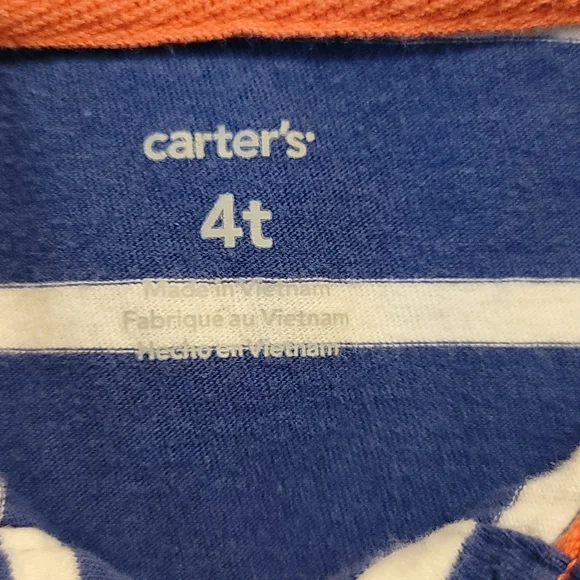 carter's
4t
Made in Vietnam
Fabriqué au Vietnam
Hecho en Vietnam